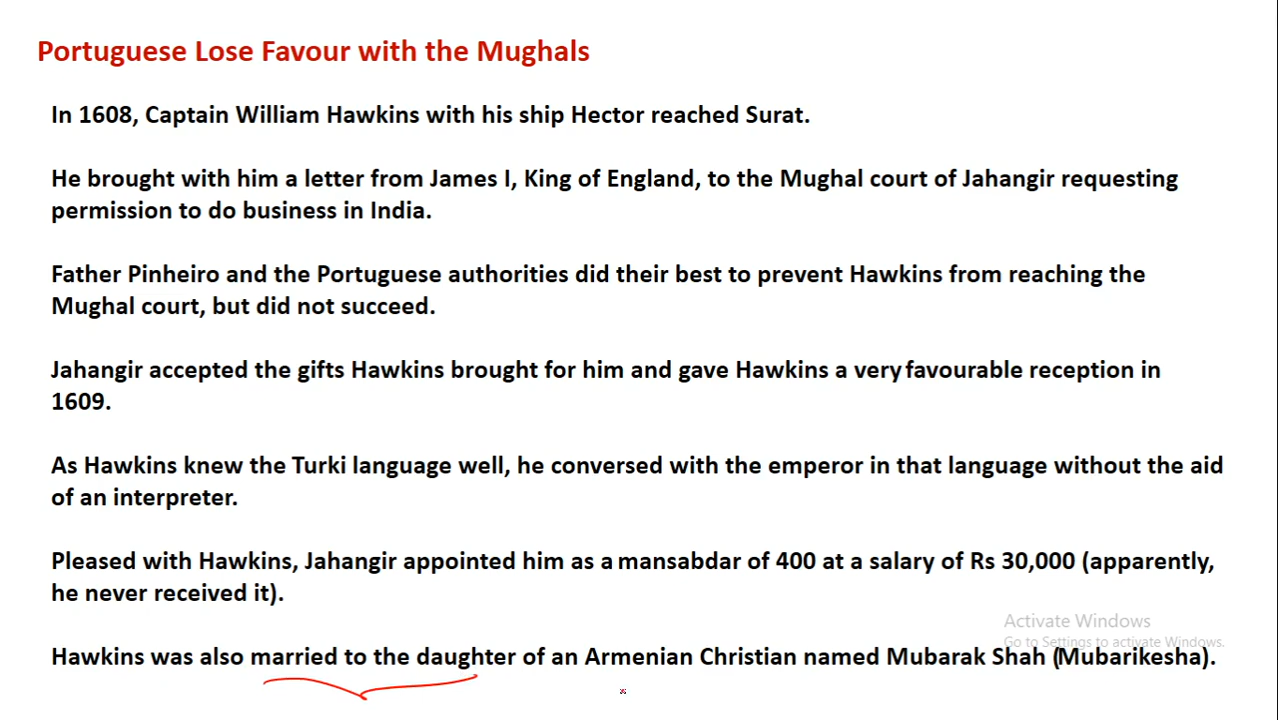 Portuguese Lose Favour with the Mughals
In 1608, Captain William Hawkins with his ship Hector reached Surat.
He brought with him a letter from James I, King of England, to the Mughal court of Jahangir requesting
permission to do business in India.
Father Pinheiro and the Portuguese authorities did their best to prevent Hawkins from reaching the
Mughal court, but did not succeed.
Jahangir accepted the gifts Hawkins brought for him and gave Hawkins a very favourable reception in
1609.
As Hawkins knew the Turki language well, he conversed with the emperor in that language without the aid
of an interpreter.
Pleased with Hawkins, Jahangir appointed him as a mansabdar of 400 at a salary of Rs 30,000 (apparently,
he never received it).
Activate Windows
Go to Settings to activate Windows.
Hawkins was also married to the daughter of an Armenian Christian named Mubarak Shah (Mubarikesha).